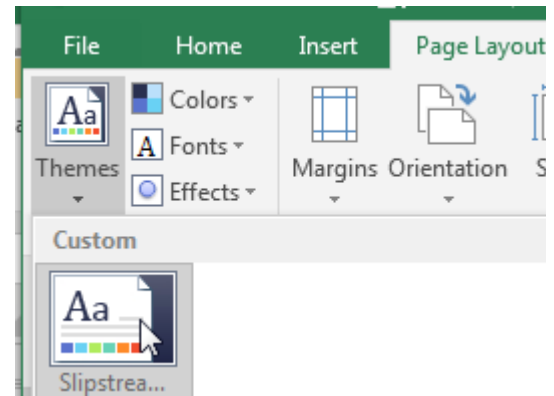 File Home Insert Page Layout
Aa Colors
A Fonts
Themes Effects Margins Orientation S
Custom
Aa
Slipstrea...